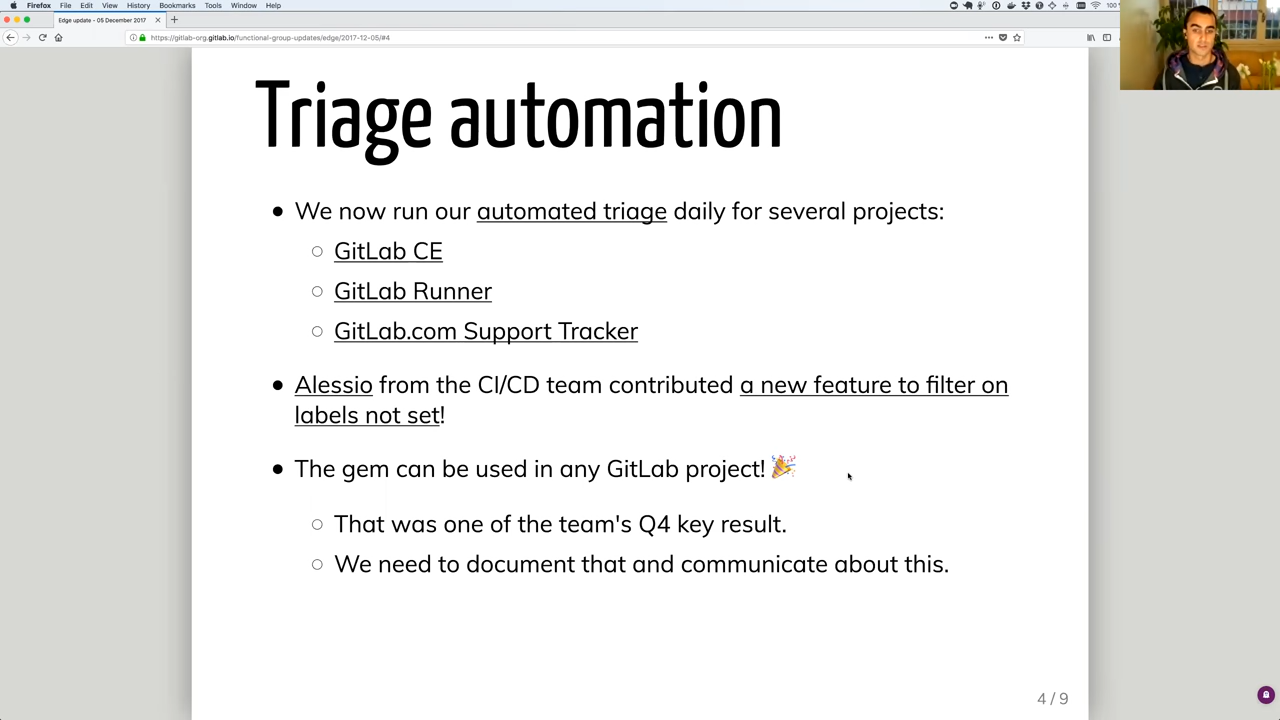 Firefox File Edit View History Bookmarks Tools Window Help
100
Edge update - 05 December 2017
https://gitlab-org.gitlab.io/functional-group-updates/edge/2017-12-05/#4
Triage automation
We now run our automated triage daily for several projects:
GitLab CE
GitLab Runner
GitLab.com Support Tracker
Alessio from the CI/CD team contributed a new feature to filter on
labels not set!
The gem can be used in any GitLab project! 🎉
That was one of the team's Q4 key result.
We need to document that and communicate about this.
4 / 9